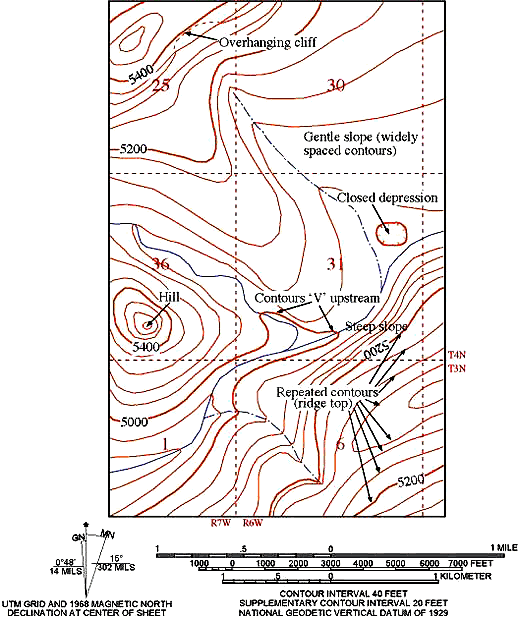 Overhanging cliff
5400
25
30
5200
Gentle slope (widely
spaced contours)
Closed depression
36
31
Hill
Contours 'V' upstream
Steep slope
5400
5200
T4N
T3N
Repeated contours
(ridge top)
5000
1
6
5200
R7W R6W
GN MN
0°48'
14 MILS
15°
302 MILS
UTM GRID AND 1968 MAGNETIC NORTH
DECLINATION AT CENTER OF SHEET
1 .5 0 1 MILE
1000 0 1000 2000 3000 4000 5000 6000 7000 FEET
1 .5 0 1 KILOMETER
CONTOUR INTERVAL 40 FEET
SUPPLEMENTARY CONTOUR INTERVAL 20 FEET
NATIONAL GEODETIC VERTICAL DATUM OF 1929